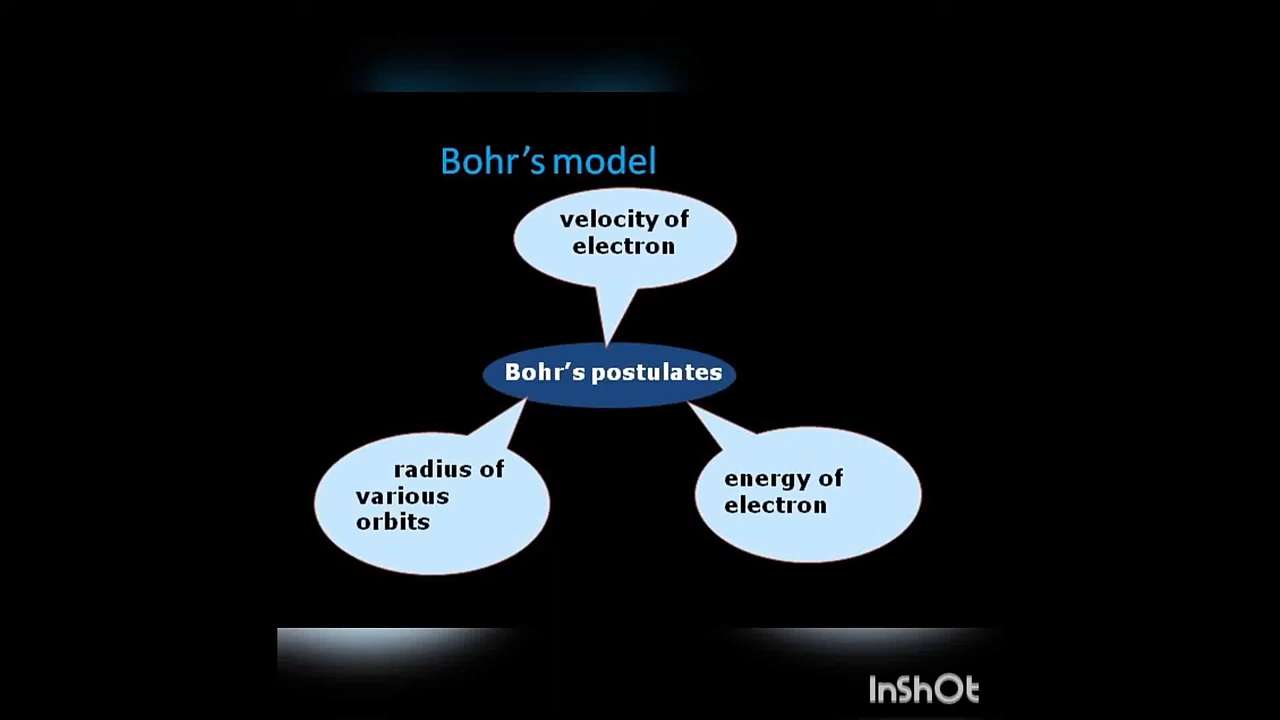 Bohr’s model
velocity of
electron
Bohr’s postulates
radius of
various
orbits
energy of
electron
InShOt